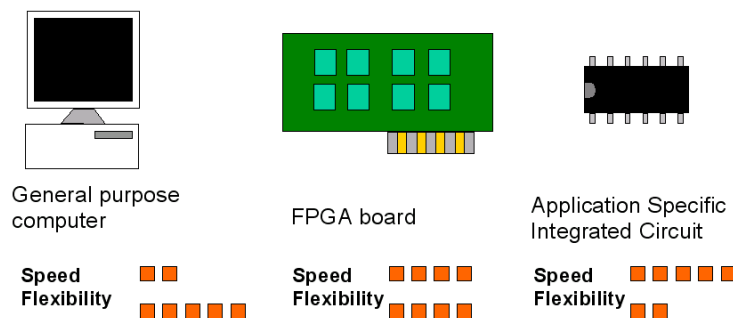 General purpose
computer
FPGA board
Application Specific
Integrated Circuit
Speed
Flexibility
Speed
Flexibility
Speed
Flexibility